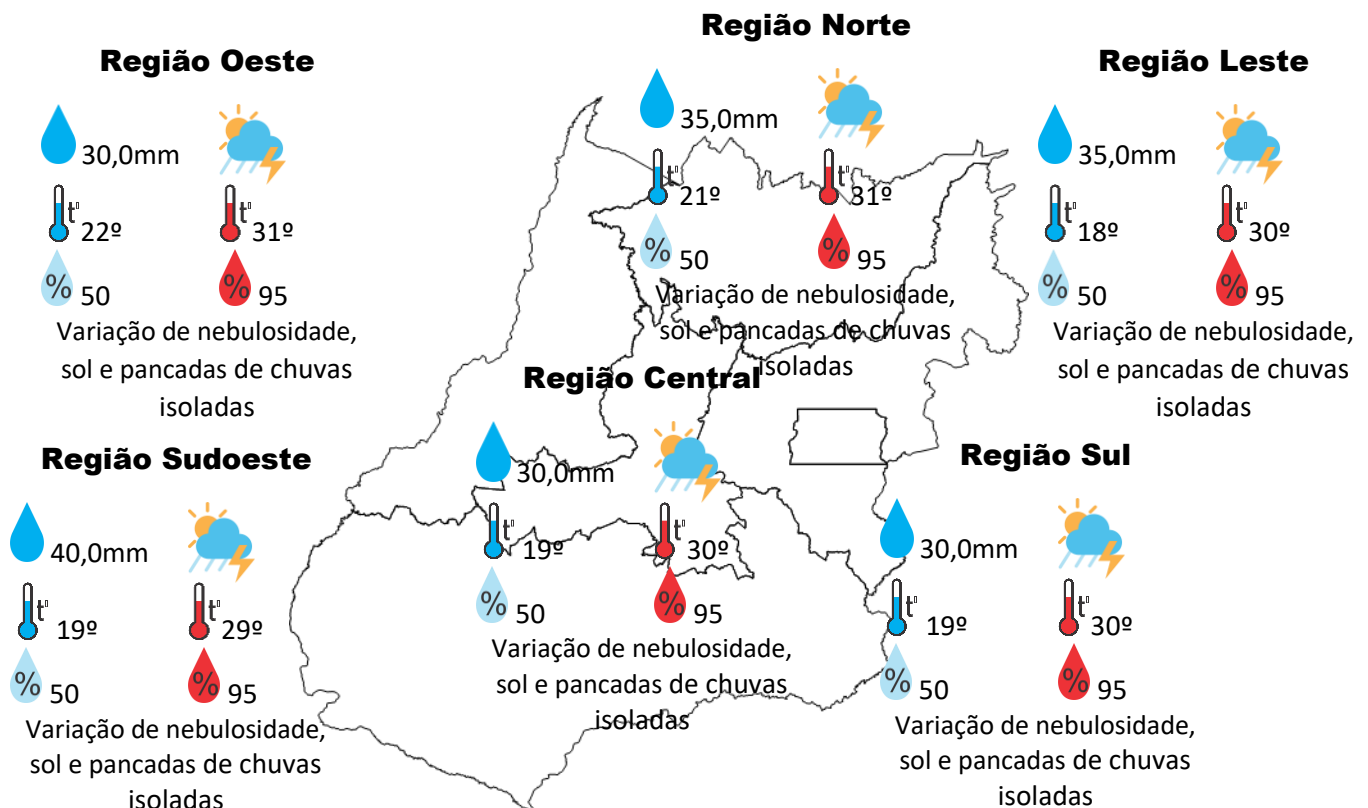 Região Norte
35,0mm
t°
21º
t°
31º
%
50
%
95
Variação de nebulosidade,
sol e pancadas de chuvas
isoladas
Região Oeste
30,0mm
t°
22º
t°
31º
%
50
%
95
Variação de nebulosidade,
sol e pancadas de chuvas
isoladas
Região Leste
35,0mm
t°
18º
t°
30º
%
50
%
95
Variação de nebulosidade,
sol e pancadas de chuvas
isoladas
Região Central
30,0mm
t°
19º
t°
30º
%
50
%
95
Variação de nebulosidade,
sol e pancadas de chuvas
isoladas
Região Sudoeste
40,0mm
t°
19º
t°
29º
%
50
%
95
Variação de nebulosidade,
sol e pancadas de chuvas
isoladas
Região Sul
30,0mm
t°
19º
t°
30º
%
50
%
95
Variação de nebulosidade,
sol e pancadas de chuvas
isoladas